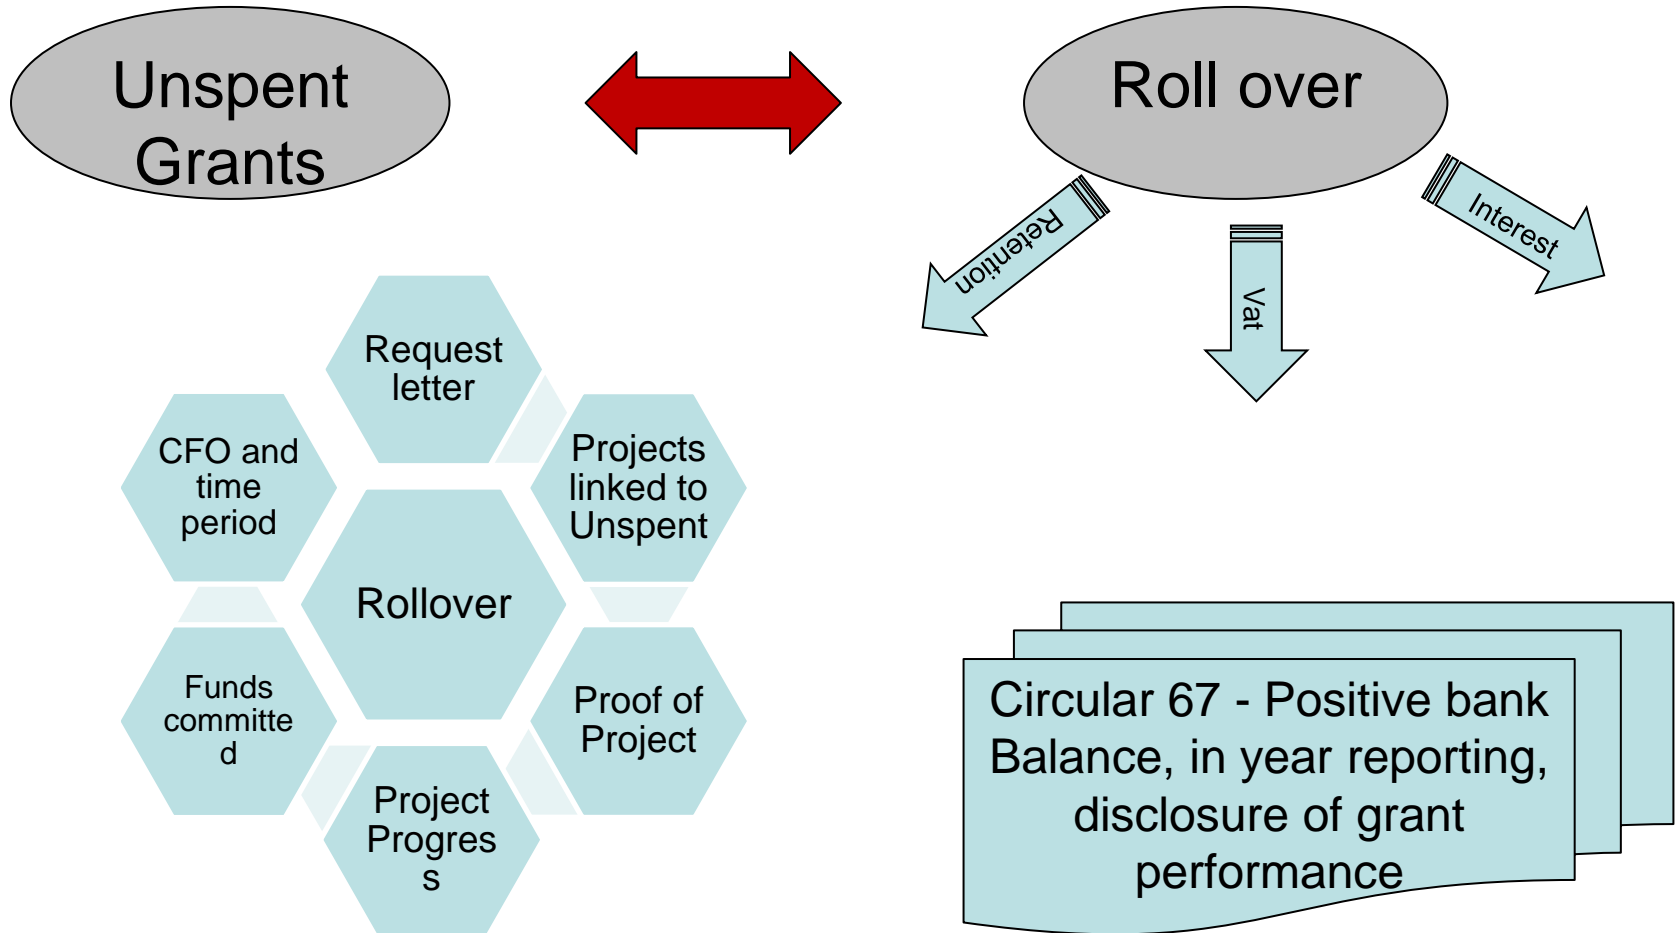 Unspent
Grants
Roll over
Retention
Vat
Interest
Request
letter
Projects
linked to
Unspent
Proof of
Project
Project
Progres
s
Funds
committe
d
CFO and
time
period
Rollover
Circular 67 - Positive bank
Balance, in year reporting,
disclosure of grant
performance